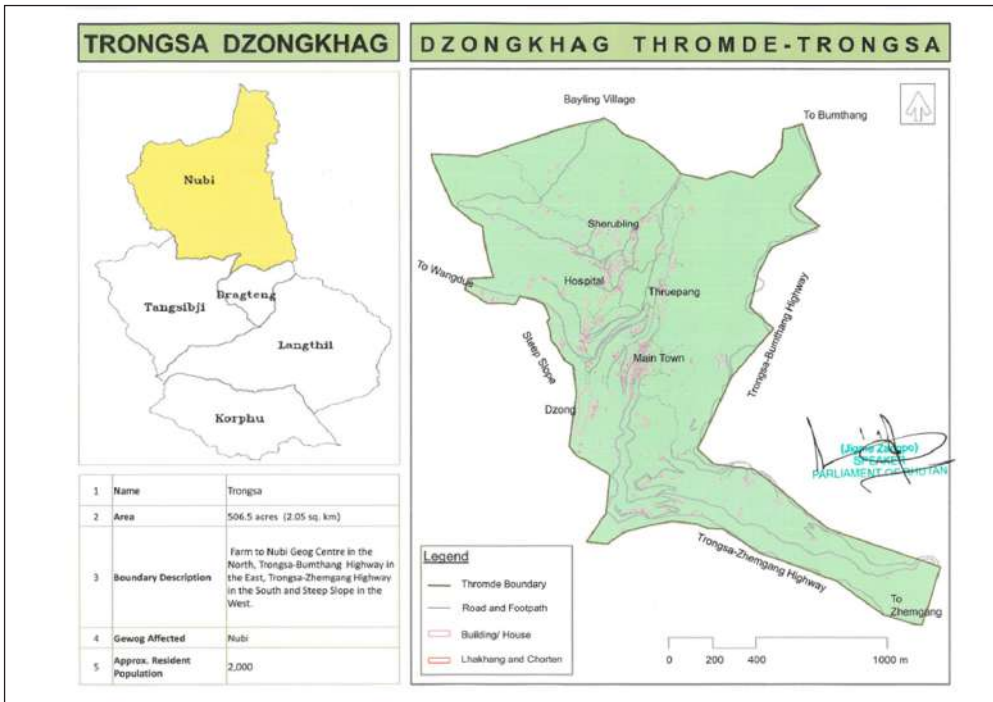 TRONGSA DZONGKHAG
Nubi
Tangsibji
Bragteng
Langthil
Korphu
1 Name Trongsa
2 Area 506.5 acres (2.05 sq. km)
3 Boundary Description Farm to Nubi Geog Centre in the
North, Trongsa-Bumthang Highway in
the East, Trongsa-Zhemgang Highway
in the South and Steep Slope in the
West.
4 Gewog Affected Nubi
5 Approx. Resident
Population 2,000
DZONGKHAG THROMDE-TRONGSA
Bayling Village
To Bumthang
Sherubling
To Wangdue
Hospital
Thruepang
Trongsa-Bumthang Highway
Steep Slope
Main Town
Dzong
SPEAKER
PARLIAMENT OF BHUTAN
Trongsa-Zhemgang Highway
To
Zhemgang
Legend
Thromde Boundary
Road and Footpath
Building/ House
Lhakhang and Chorten
0 200 400 1000 m